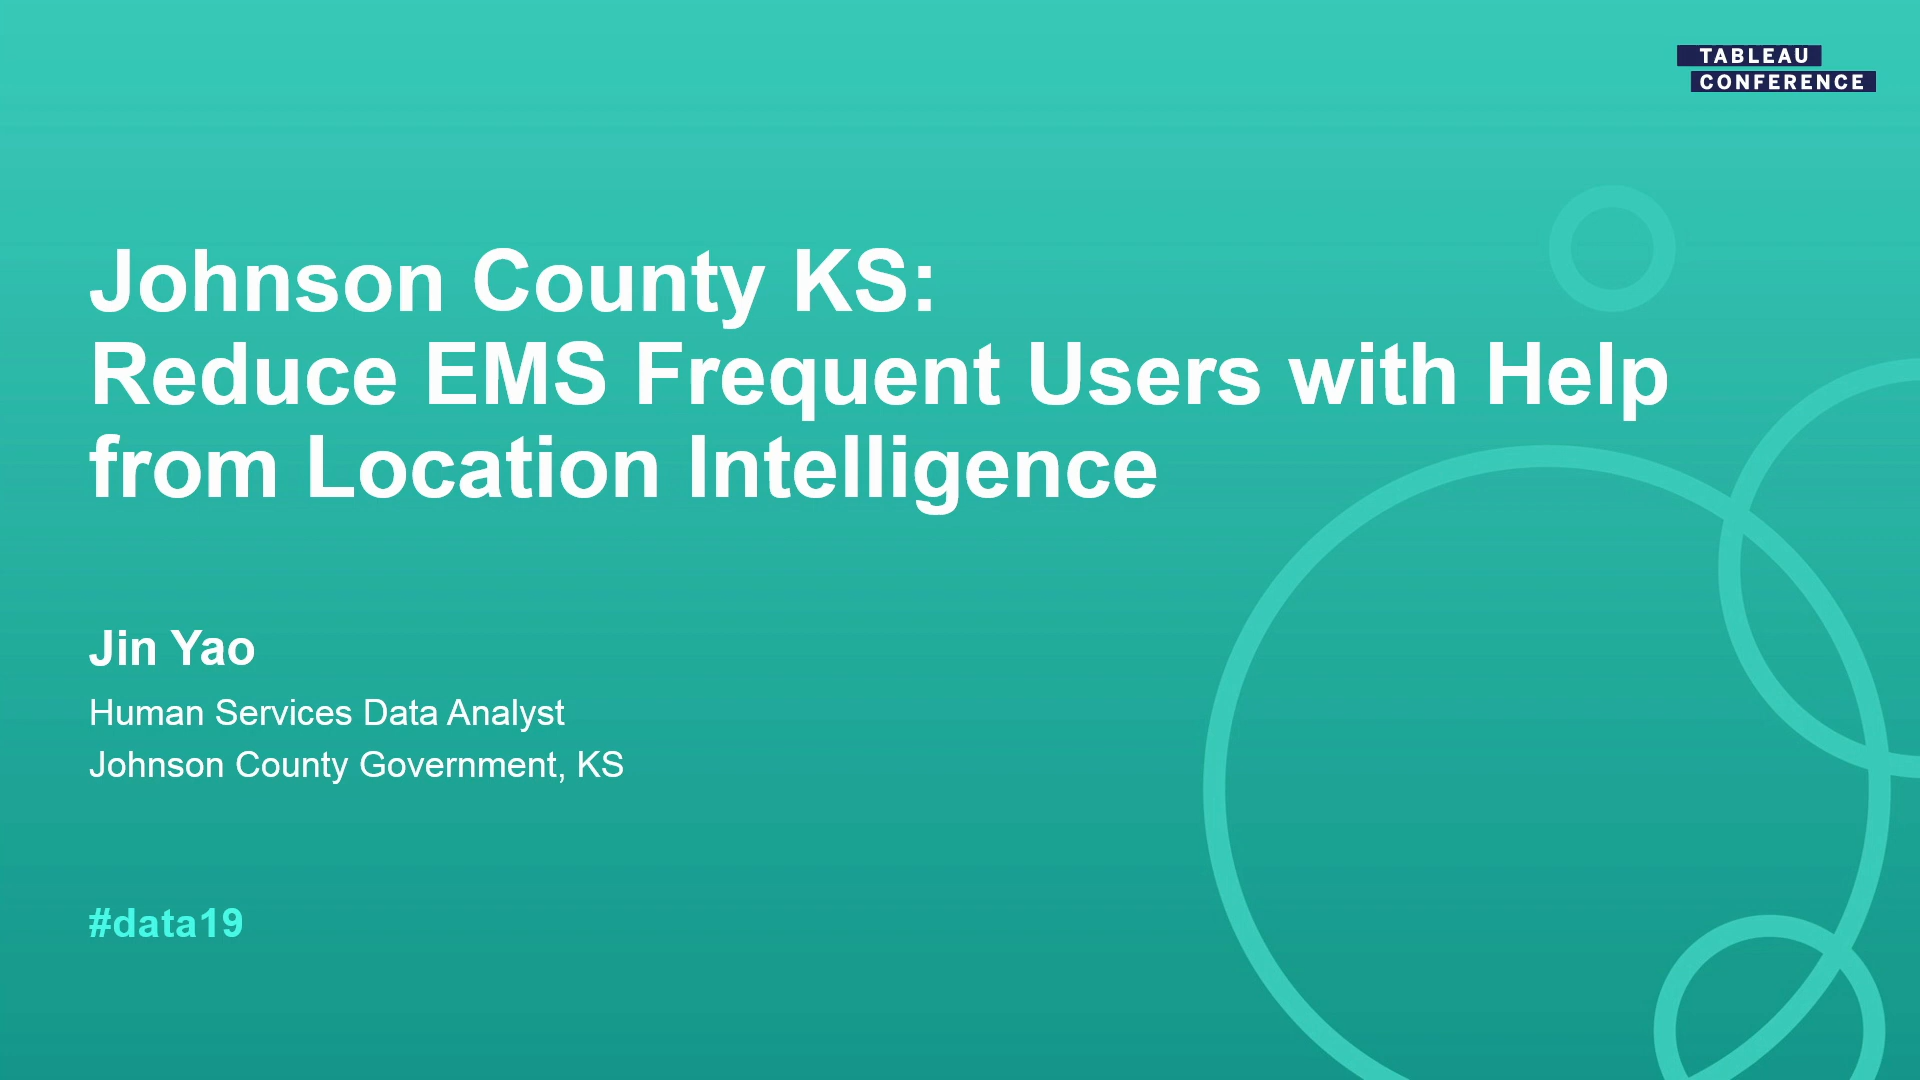 TABLEAU
CONFERENCE
Johnson County KS:
Reduce EMS Frequent Users with Help
from Location Intelligence
Jin Yao
Human Services Data Analyst
Johnson County Government, KS
#data19